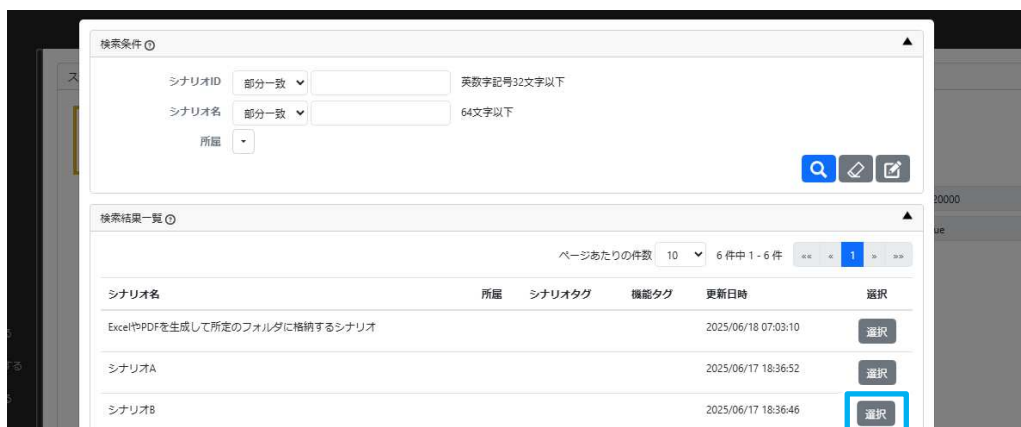 検索条件
シナリオID 部分一致 英数字記号32文字以下
シナリオ名 部分一致 64文字以下
所属
検索結果一覧
ページあたりの件数 10 6 件中 1 - 6 件 «« « 1 » »»
シナリオ名 所属 シナリオタグ 機能タグ 更新日時 選択
ExcelやPDFを生成して所定のフォルダに格納するシナリオ 2025/06/18 07:03:10 選択
シナリオA 2025/06/17 18:36:52 選択
シナリオB 2025/06/17 18:36:46 選択
ス
20000
ue
する